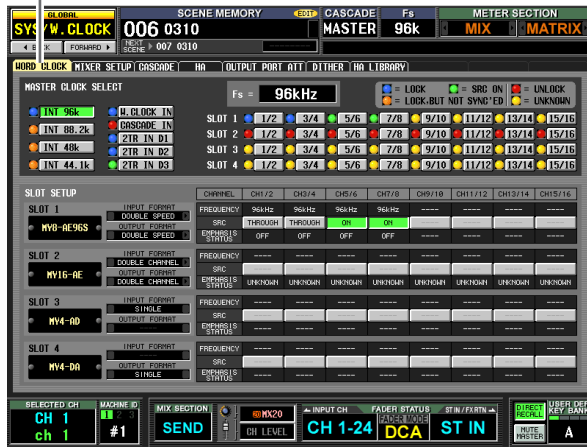 GLOBAL
SYS/W.CLOCK
BACK FORWARD
SCENE MEMORY EDIT
006 0310
NEXT SCENE 007 0310
CASCADE
MASTER
Fs
96k
METER SECTION
MIX MATRIX
WORD CLOCK MIXER SETUP CASCADE HA OUTPUT PORT ATT DITHER HA LIBRARY
MASTER CLOCK SELECT
Fs = 96kHz
= LOCK = SRC ON = UNLOCK
= LOCK,BUT NOT SYNC'ED = UNKNOWN
INT 96k W.CLOCK IN
INT 88.2k CASCADE IN
INT 48k 2TR IN D1
2TR IN D2
INT 44.1k 2TR IN D3
SLOT 1 1/2 3/4 5/6 7/8 9/10 11/12 13/14 15/16
SLOT 2 1/2 3/4 5/6 7/8 9/10 11/12 13/14 15/16
SLOT 3 1/2 3/4 5/6 7/8 9/10 11/12 13/14 15/16
SLOT 4 1/2 3/4 5/6 7/8 9/10 11/12 13/14 15/16
SLOT SETUP
CHANNEL CH1/2 CH3/4 CH5/6 CH7/8 CH9/10 CH11/12 CH13/14 CH15/16
SLOT 1
MY8-AE96S
INPUT FORMAT
DOUBLE SPEED
OUTPUT FORMAT
DOUBLE SPEED
FREQUENCY 96kHz 96kHz 96kHz 96kHz ---- ---- ---- ----
SRC THROUGH THROUGH ON ON ---- ---- ---- ----
EMPHASIS STATUS OFF OFF OFF OFF ---- ---- ---- ----
SLOT 2
MY16-AE
INPUT FORMAT
DOUBLE CHANNEL
OUTPUT FORMAT
DOUBLE CHANNEL
FREQUENCY ---- ---- ---- ---- ---- ---- ---- ----
SRC ---- ---- ---- ---- ---- ---- ---- ----
EMPHASIS STATUS UNKNOWN UNKNOWN UNKNOWN UNKNOWN UNKNOWN UNKNOWN UNKNOWN UNKNOWN
SLOT 3
MY4-AD
INPUT FORMAT
SINGLE
OUTPUT FORMAT
----
FREQUENCY ---- ---- ---- ---- ---- ---- ---- ----
SRC ---- ---- ---- ---- ---- ---- ---- ----
EMPHASIS STATUS ---- ---- ---- ---- ---- ---- ---- ----
SLOT 4
MY4-DA
INPUT FORMAT
----
OUTPUT FORMAT
SINGLE
FREQUENCY ---- ---- ---- ---- ---- ---- ---- ----
SRC ---- ---- ---- ---- ---- ---- ---- ----
EMPHASIS STATUS ---- ---- ---- ---- ---- ---- ---- ----
SELECTED CH
CH 1
ch 1
MACHINE ID
1 2 3
#1
MIX SECTION
SEND
MX20
CH LEVEL
INPUT CH
CH 1-24
FADER STATUS
FADER MODE
DCA
ST IN/FXRTN
ST IN
DIRECT RECALL
MUTE MASTER
USER DEF
KEY BANK
A